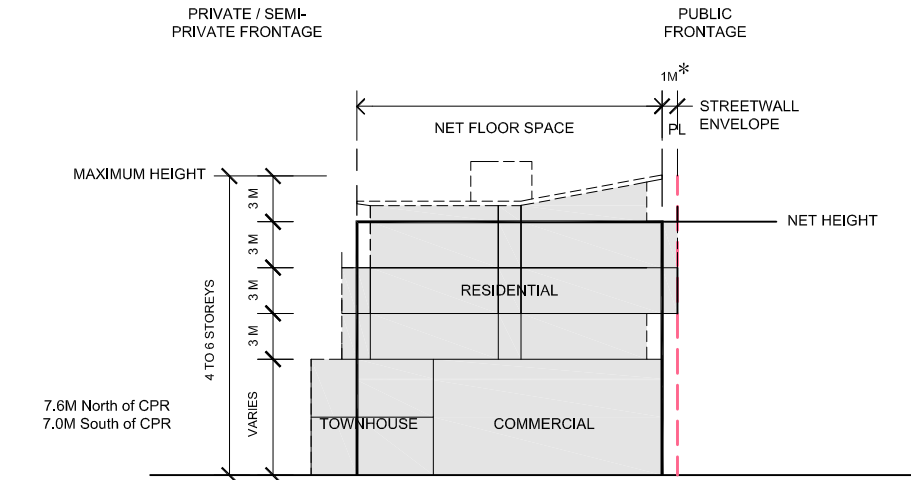 PRIVATE / SEMI-
PRIVATE FRONTAGE
PUBLIC
FRONTAGE
1M*
STREETWALL
ENVELOPE
NET FLOOR SPACE
PL
MAXIMUM HEIGHT
3 M
NET HEIGHT
3 M
RESIDENTIAL
3 M
3 M
4 TO 6 STOREYS
7.6M North of CPR
7.0M South of CPR
VARIES
TOWNHOUSE
COMMERCIAL